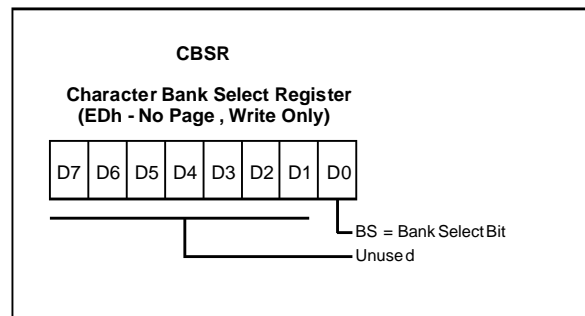 CBSR
Character Bank Select Register
(EDh - No Page , Write Only)
D7 D6 D5 D4 D3 D2 D1 D0
BS = Bank Select Bit
Unused